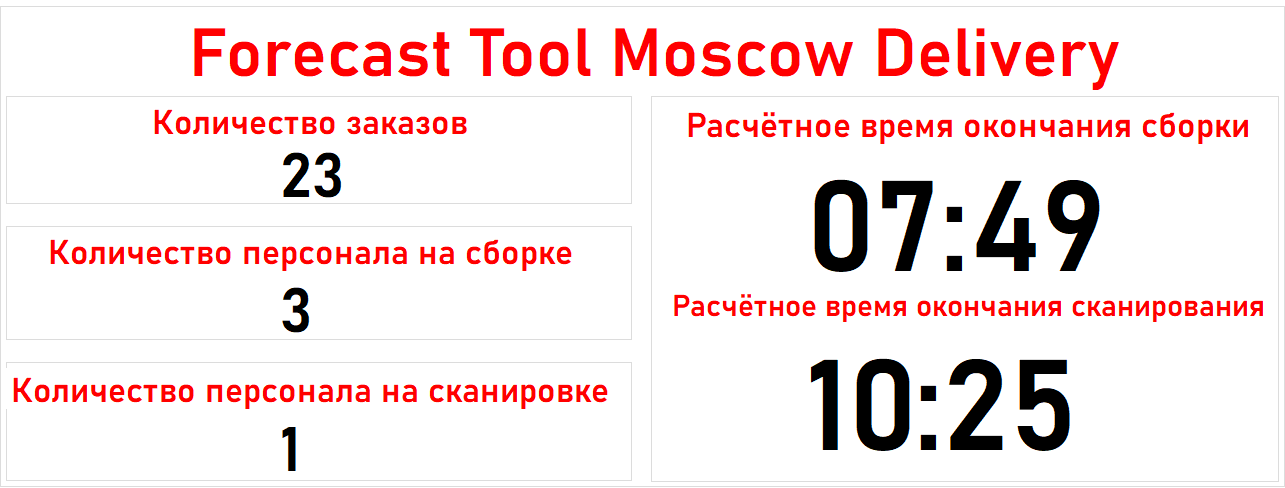 Forecast Tool Moscow Delivery
Количество заказов
23
Количество персонала на сборке
3
Количество персонала на сканировке
1
Расчётное время окончания сборки
07:49
Расчётное время окончания сканирования
10:25